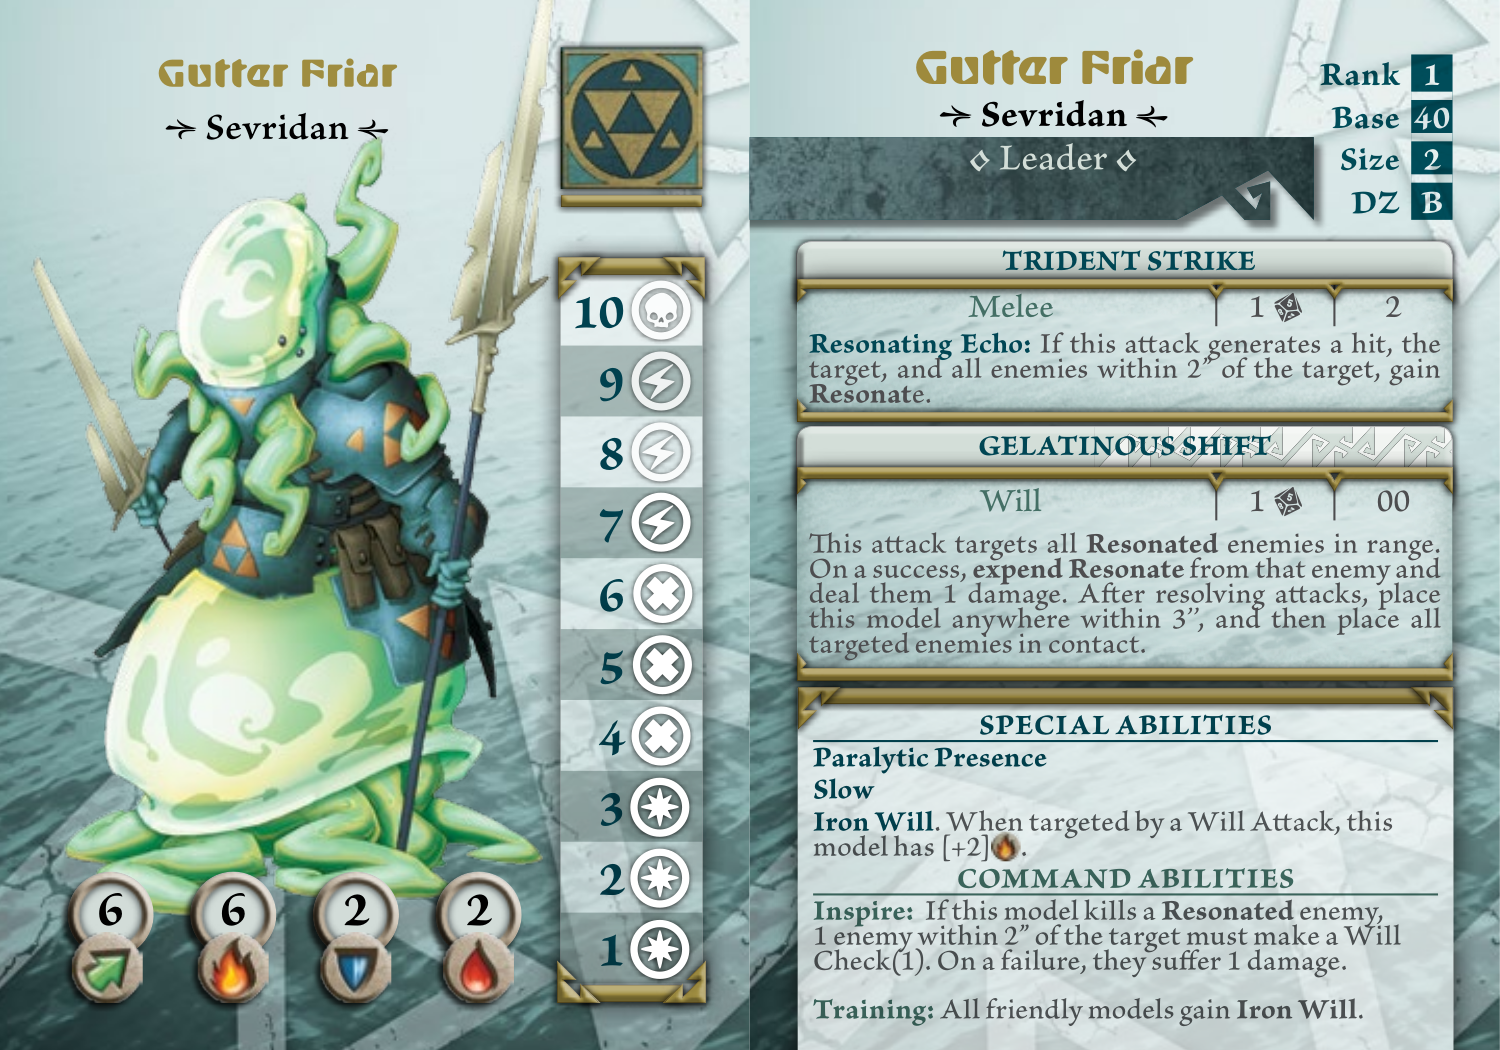 Gutter Friar
Sevridan
10
9
8
7
6
5
4
3
2
1
6 6 2 2
Gutter Friar
Sevridan
Leader
Rank 1
Base 40
Size 2
DZ B
TRIDENT STRIKE
Melee 1 2
Resonating Echo: If this attack generates a hit, the
target, and all enemies within 2” of the target, gain
Resonate.
GELATINOUS SHIFT
Will 1 00
This attack targets all Resonated enemies in range.
On a success, expend Resonate from that enemy and
deal them 1 damage. After resolving attacks, place
this model anywhere within 3’’, and then place all
targeted enemies in contact.
SPECIAL ABILITIES
Paralytic Presence
Slow
Iron Will. When targeted by a Will Attack, this
model has [+2].
COMMAND ABILITIES
Inspire: If this model kills a Resonated enemy,
1 enemy within 2” of the target must make a Will
Check(1). On a failure, they suffer 1 damage.
Training: All friendly models gain Iron Will.